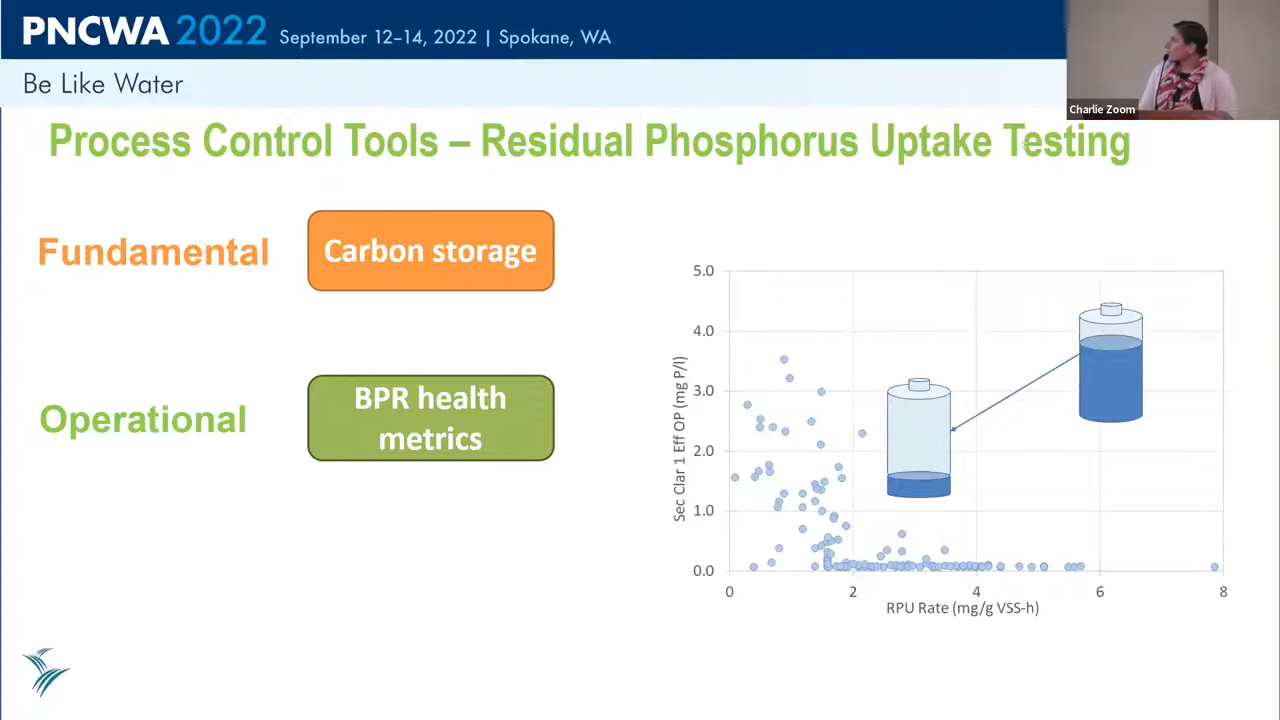 PNCWA 2022 September 12–14, 2022 | Spokane, WA
Be Like Water
Charlie Zoom
Process Control Tools – Residual Phosphorus Uptake Testing
Fundamental
Carbon storage
Operational
BPR health
metrics
Sec Clar 1 Eff OP (mg P/l)
5.0
4.0
3.0
2.0
1.0
0.0
0 2 4 6 8
RPU Rate (mg/g VSS-h)